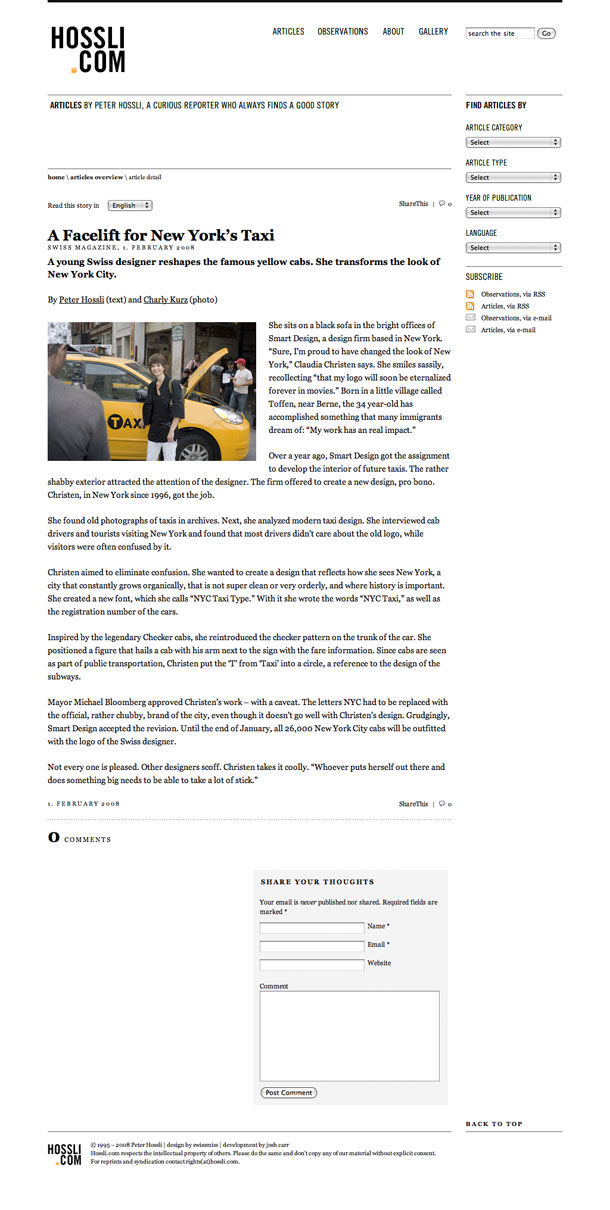 HOSSLI
.COM
ARTICLES OBSERVATIONS ABOUT GALLERY
search the site Go
ARTICLES BY PETER HOSSLI, A CURIOUS REPORTER WHO ALWAYS FINDS A GOOD STORY
FIND ARTICLES BY
ARTICLE CATEGORY
Select
ARTICLE TYPE
Select
YEAR OF PUBLICATION
Select
LANGUAGE
Select
SUBSCRIBE
Observations, via RSS
Articles, via RSS
Observations, via e-mail
Articles, via e-mail
home \ articles overview \ article detail
Read this story in English
ShareThis | 0
A Facelift for New York's Taxi
SWISS MAGAZINE, 1. FEBRUARY 2008
A young Swiss designer reshapes the famous yellow cabs. She transforms the look of
New York City.
By Peter Hossli (text) and Charly Kurz (photo)
TAXI
She sits on a black sofa in the bright offices of
Smart Design, a design firm based in New York.
“Sure, I'm proud to have changed the look of New
York,” Claudia Christen says. She smiles sassily,
recollecting “that my logo will soon be eternalized
forever in movies.” Born in a little village called
Toffen, near Berne, the 34 year-old has
accomplished something that many immigrants
dream of: “My work has an real impact.”
Over a year ago, Smart Design got the assignment
to develop the interior of future taxis. The rather
shabby exterior attracted the attention of the designer. The firm offered to create a new design, pro bono.
Christen, in New York since 1996, got the job.
She found old photographs of taxis in archives. Next, she analyzed modern taxi design. She interviewed cab
drivers and tourists visiting New York and found that most drivers didn't care about the old logo, while
visitors were often confused by it.
Christen aimed to eliminate confusion. She wanted to create a design that reflects how she sees New York, a
city that constantly grows organically, that is not super clean or very orderly, and where history is important.
She created a new font, which she calls “NYC Taxi Type.” With it she wrote the words “NYC Taxi,” as well as
the registration number of the cars.
Inspired by the legendary Checker cabs, she reintroduced the checker pattern on the trunk of the car. She
positioned a figure that hails a cab with his arm next to the sign with the fare information. Since cabs are seen
as part of public transportation, Christen put the 'T' from 'Taxi' into a circle, a reference to the design of the
subways.
Mayor Michael Bloomberg approved Christen's work – with a caveat. The letters NYC had to be replaced with
the official, rather chubby, brand of the city, even though it doesn't go well with Christen's design. Grudgingly,
Smart Design accepted the revision. Until the end of January, all 26,000 New York City cabs will be outfitted
with the logo of the Swiss designer.
Not every one is pleased. Other designers scoff. Christen takes it coolly. “Whoever puts herself out there and
does something big needs to be able to take a lot of stick.”
1. FEBRUARY 2008
ShareThis | 0
0 COMMENTS
SHARE YOUR THOUGHTS
Your email is never published nor shared. Required fields are
marked *
Name *
Email *
Website
Comment
Post Comment
BACK TO TOP
HOSSLI
.COM
© 1995 – 2008 Peter Hossli | design by swissmiss | development by josh carr
Hossli.com respects the intellectual property of others. Please do the same and don't copy any of our material without explicit consent.
For reprints and syndication contact rights(at)hossli.com.